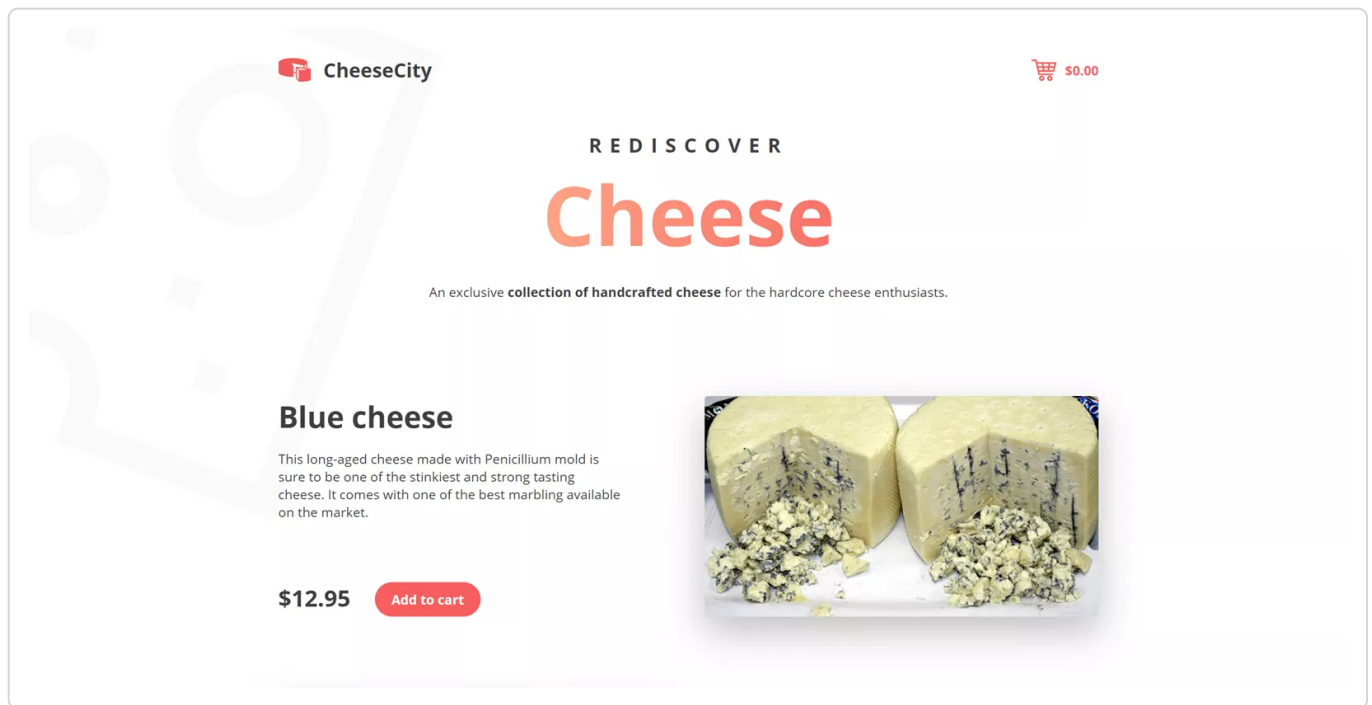 CheeseCity
$0.00
REDISCOVER
Cheese
An exclusive collection of handcrafted cheese for the hardcore cheese enthusiasts.
Blue cheese
This long-aged cheese made with Penicillium mold is
sure to be one of the stinkiest and strong tasting
cheese. It comes with one of the best marbling available
on the market.
$12.95
Add to cart